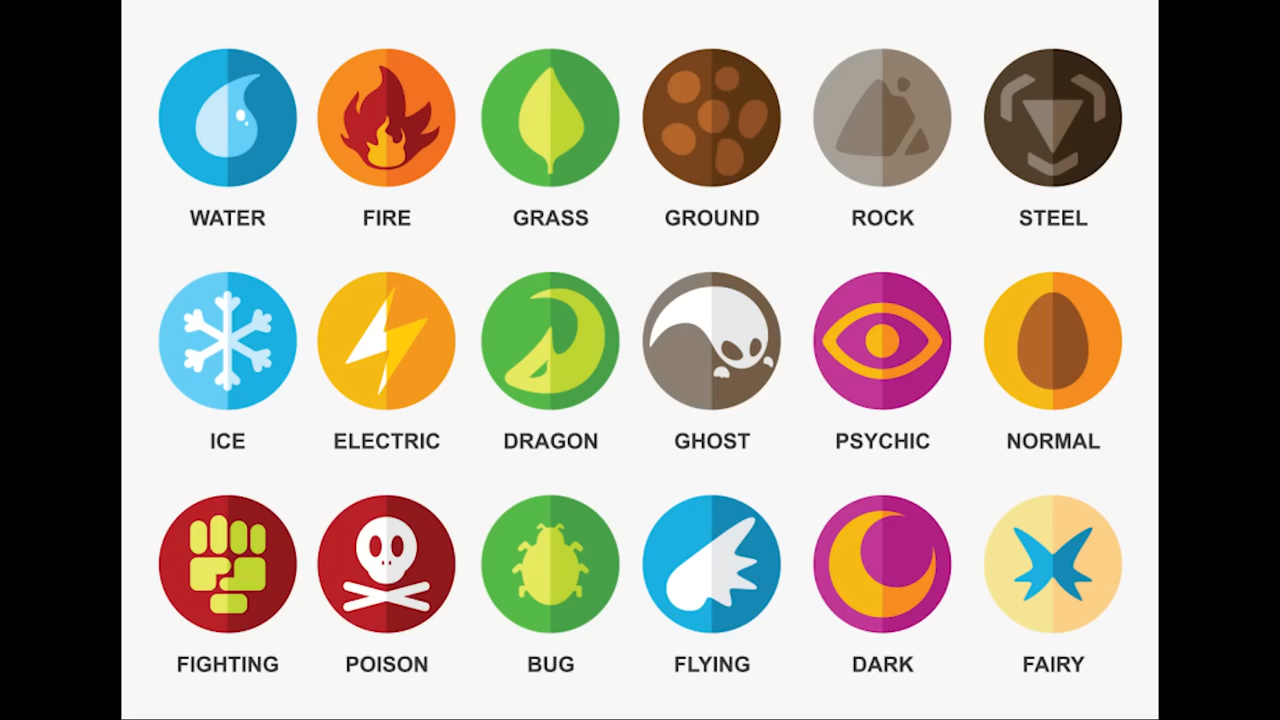 WATER FIRE GRASS GROUND ROCK STEEL
ICE ELECTRIC DRAGON GHOST PSYCHIC NORMAL
FIGHTING POISON BUG FLYING DARK FAIRY